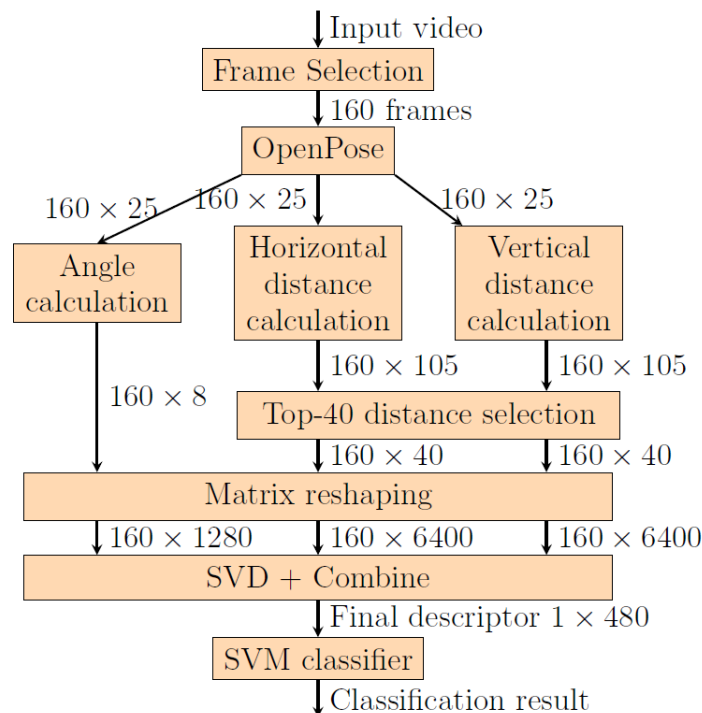 Input video
Frame Selection
160 frames
OpenPose
160 × 25
160 × 25
160 × 25
Angle
calculation
Horizontal
distance
calculation
Vertical
distance
calculation
160 × 8
160 × 105
160 × 105
Top-40 distance selection
160 × 40
160 × 40
Matrix reshaping
160 × 1280
160 × 6400
160 × 6400
SVD + Combine
Final descriptor 1 × 480
SVM classifier
Classification result